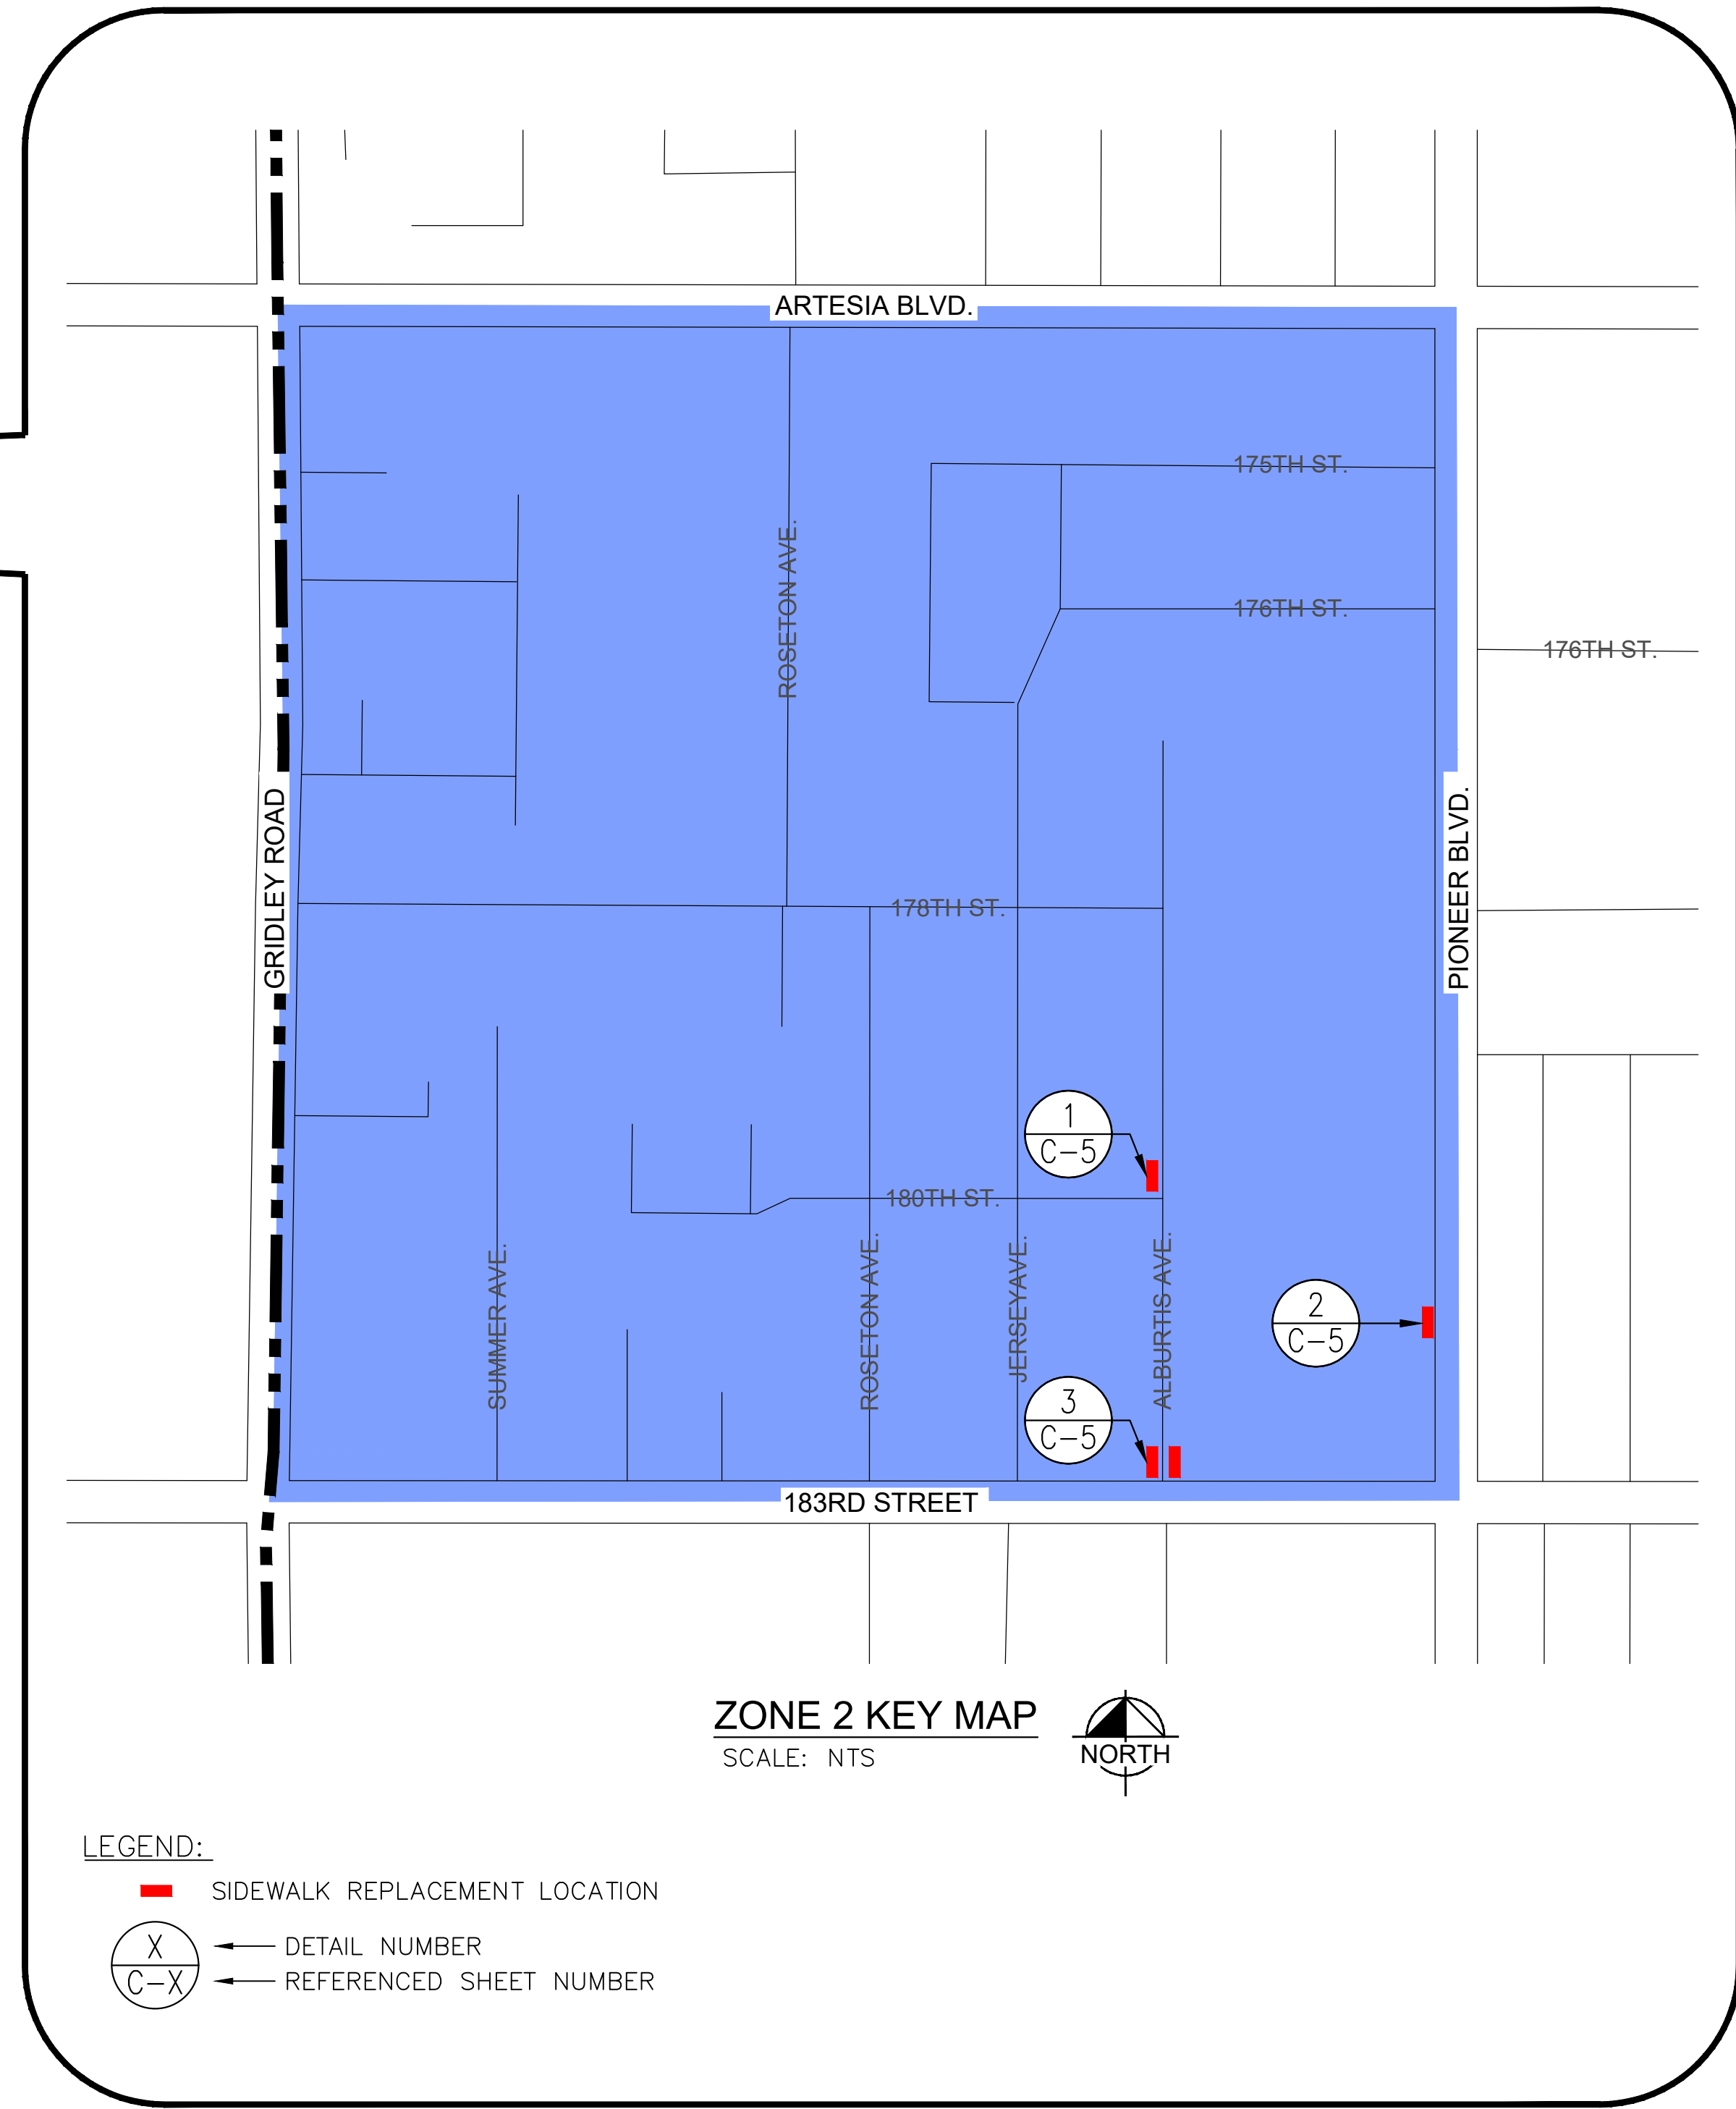 ARTESIA BLVD.
175TH ST.
ROSETON AVE.
176TH ST.
176TH ST.
GRIDLEY ROAD
PIONEER BLVD.
178TH ST.
1
C-5
180TH ST.
SUMMER AVE.
ROSETON AVE.
JERSEY AVE.
ALBURTIS AVE.
2
C-5
3
C-5
183RD STREET
ZONE 2 KEY MAP
SCALE: NTS
NORTH
LEGEND:
SIDEWALK REPLACEMENT LOCATION
X
C-X
DETAIL NUMBER
REFERENCED SHEET NUMBER